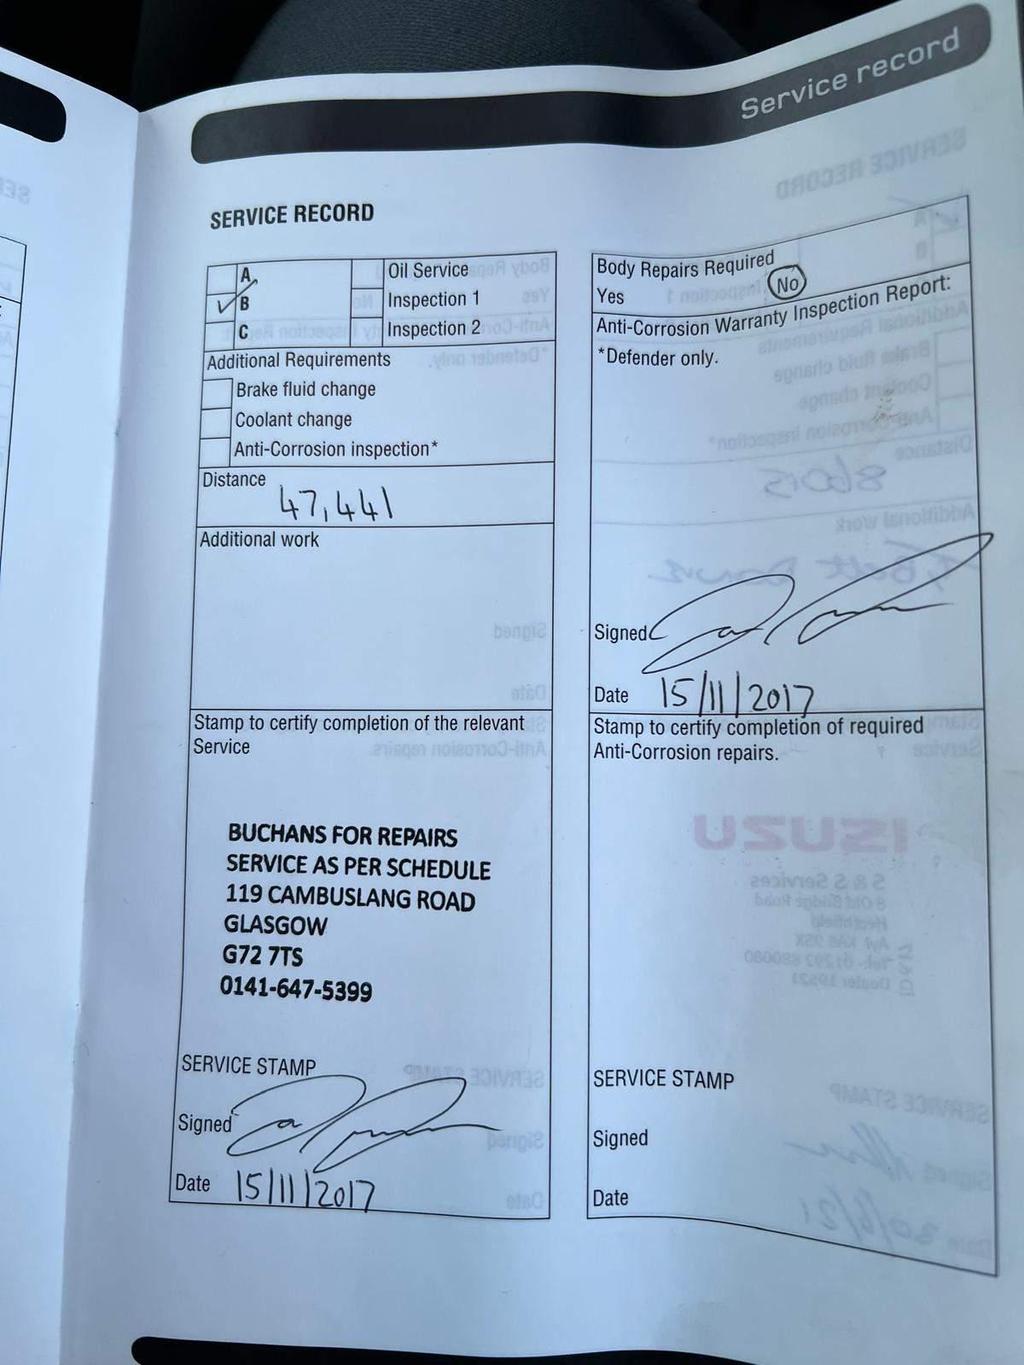 Service record
SERVICE RECORD
A
✓ B
C
Oil Service
Inspection 1
Inspection 2
Additional Requirements
Brake fluid change
Coolant change
Anti-Corrosion inspection*
Distance
47,441
Additional work
Stamp to certify completion of the relevant
Service
BUCHANS FOR REPAIRS
SERVICE AS PER SCHEDULE
119 CAMBUSLANG ROAD
GLASGOW
G72 7TS
0141-647-5399
SERVICE STAMP
Signed
Date 15/11/2017
Body Repairs Required
Yes No
Anti-Corrosion Warranty Inspection Report:
*Defender only.
Signed
Date 15/11/2017
Stamp to certify completion of required
Anti-Corrosion repairs.
SERVICE STAMP
Signed
Date